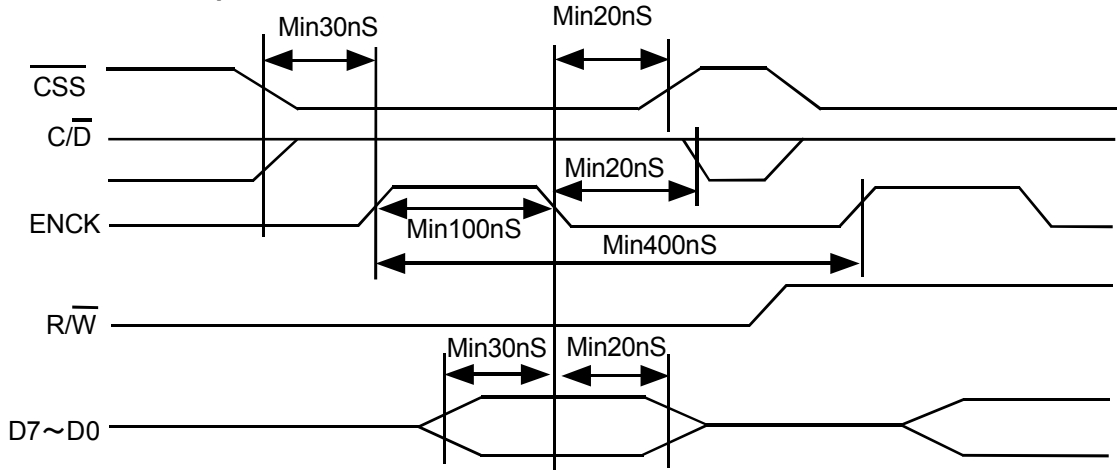 Min30nS Min20nS
CSS
C/D
Min20nS
ENCK
Min100nS
Min400nS
R/W
Min30nS Min20nS
D7～D0